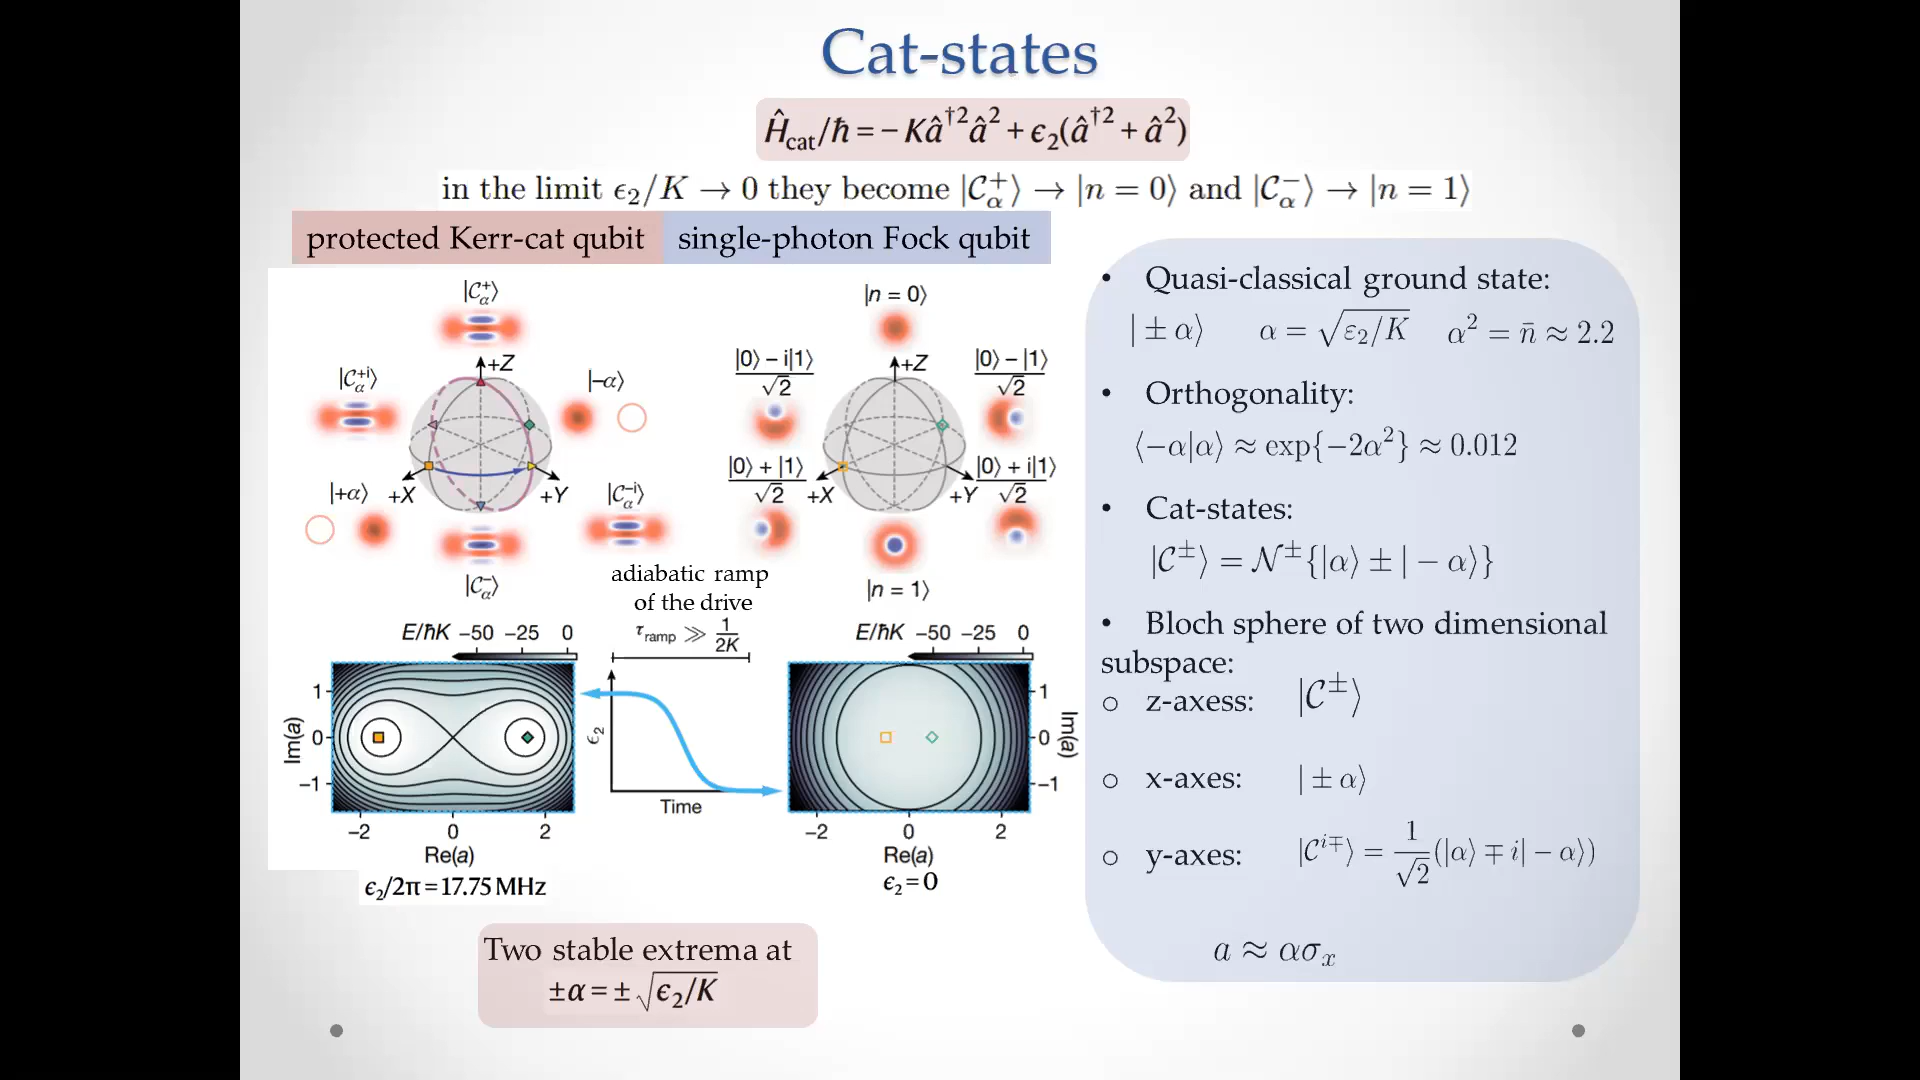 Cat-states
Ĥcat/ħ = − Kâ†2â2 + ϵ2(â†2 + â2)
in the limit ϵ2/K → 0 they become |𝒞α+⟩ → |n = 0⟩ and |𝒞α−⟩ → |n = 1⟩
protected Kerr-cat qubit
single-photon Fock qubit
|𝒞α+⟩
+Z
|𝒞α+i⟩
|−α⟩
|+α⟩
+X
+Y
|𝒞α−i⟩
|𝒞α−⟩
|n = 0⟩
+Z
|0⟩ − i|1⟩
√2
|0⟩ − |1⟩
√2
|0⟩ + |1⟩
√2
+X
+Y
|0⟩ + i|1⟩
√2
|n = 1⟩
adiabatic ramp
of the drive
τramp ≫ 1/2K
E/ħK −50 −25 0
Im(a)
1
0
−1
−2 0 2
Re(a)
ϵ2/2π = 17.75 MHz
ϵ2
Time
E/ħK −50 −25 0
1
0
−1
Im(a)
−2 0 2
Re(a)
ϵ2 = 0
Two stable extrema at
±α = ± √ϵ2/K
• Quasi-classical ground state:
| ± α⟩ α = √ε2/K α2 = n̄ ≈ 2.2
• Orthogonality:
⟨−α|α⟩ ≈ exp{−2α2} ≈ 0.012
• Cat-states:
|𝒞±⟩ = 𝒩±{|α⟩ ± | − α⟩}
• Bloch sphere of two dimensional
subspace:
○ z-axess: |𝒞±⟩
○ x-axes: | ± α⟩
○ y-axes: |𝒞i∓⟩ = 1/√2 (|α⟩ ∓ i| − α⟩)
a ≈ ασx